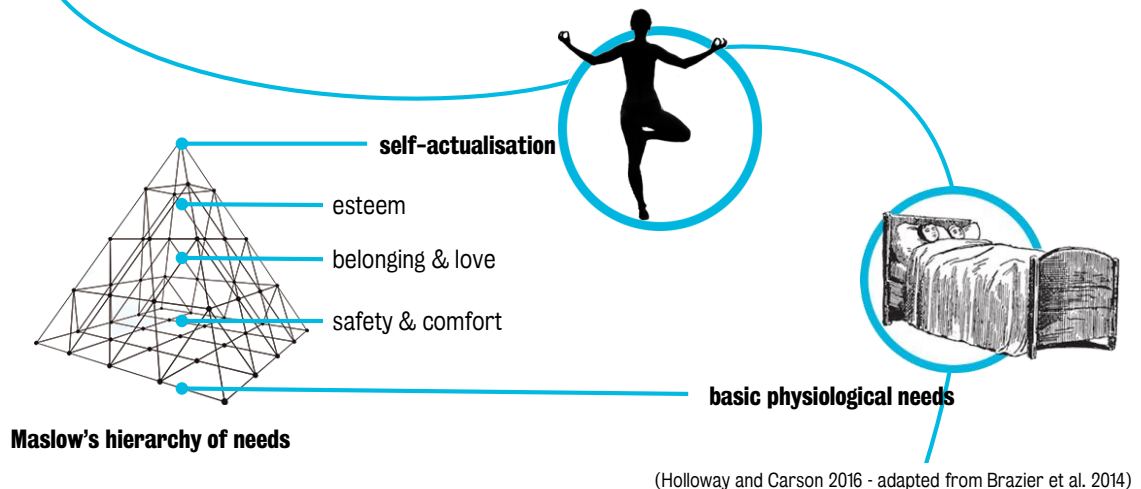 self-actualisation
esteem
belonging & love
safety & comfort
basic physiological needs
Maslow's hierarchy of needs
(Holloway and Carson 2016 - adapted from Brazier et al. 2014)